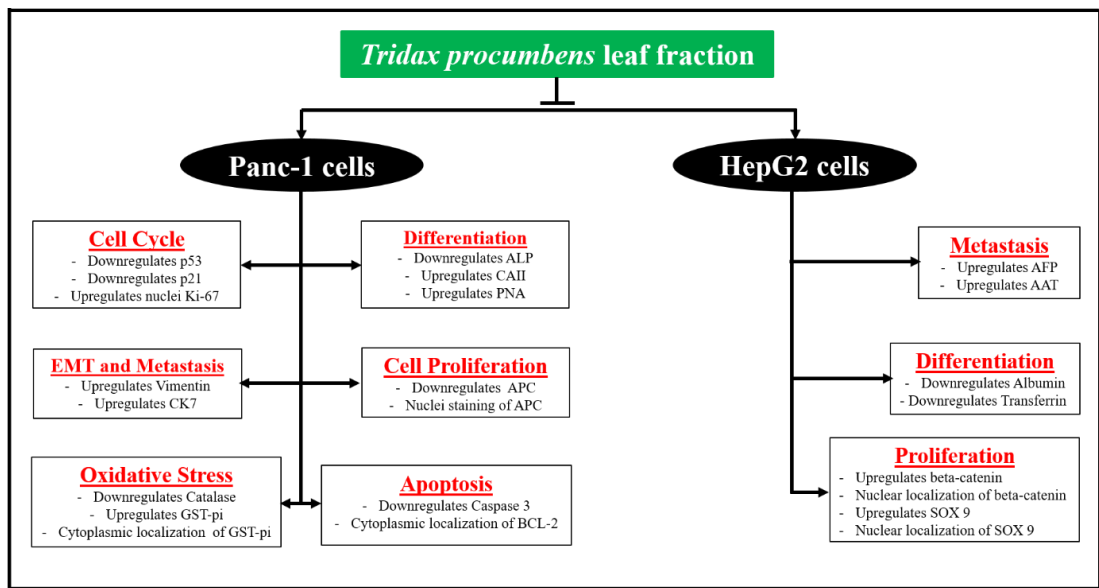 Tridax procumbens leaf fraction
Panc-1 cells
HepG2 cells
Cell Cycle
- Downregulates p53
- Downregulates p21
- Upregulates nuclei Ki-67
Differentiation
- Downregulates ALP
- Upregulates CAII
- Upregulates PNA
EMT and Metastasis
- Upregulates Vimentin
- Upregulates CK7
Cell Proliferation
- Downregulates APC
- Nuclei staining of APC
Oxidative Stress
- Downregulates Catalase
- Upregulates GST-pi
- Cytoplasmic localization of GST-pi
Apoptosis
- Downregulates Caspase 3
- Cytoplasmic localization of BCL-2
Metastasis
- Upregulates AFP
- Upregulates AAT
Differentiation
- Downregulates Albumin
- Downregulates Transferrin
Proliferation
- Upregulates beta-catenin
- Nuclear localization of beta-catenin
- Upregulates SOX 9
- Nuclear localization of SOX 9